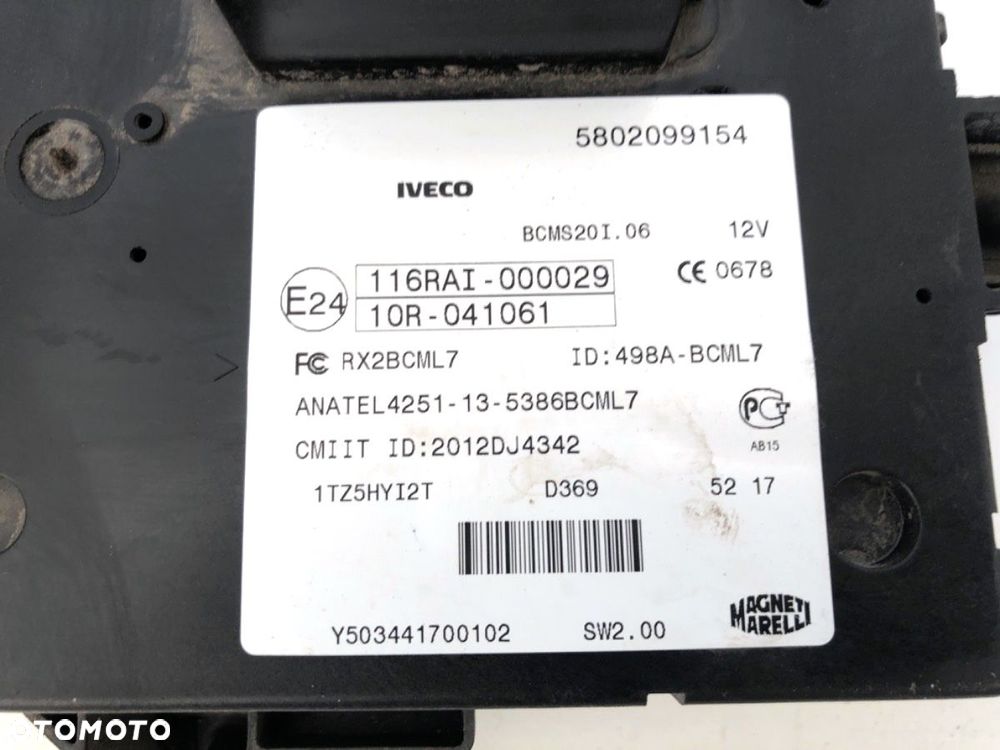 5802099154
IVECO
BCMS20I.06 12V
E24 116RAI-000029 CE 0678
10R-041061
FC RX2BCML7 ID:498A-BCML7
ANATEL4251-13-5386BCML7 PCT
CMIIT ID:2012DJ4342 AB15
1TZ5HYI2T D369 52 17
Y503441700102 SW2.00 MAGNETI MARELLI
OTOMOTO